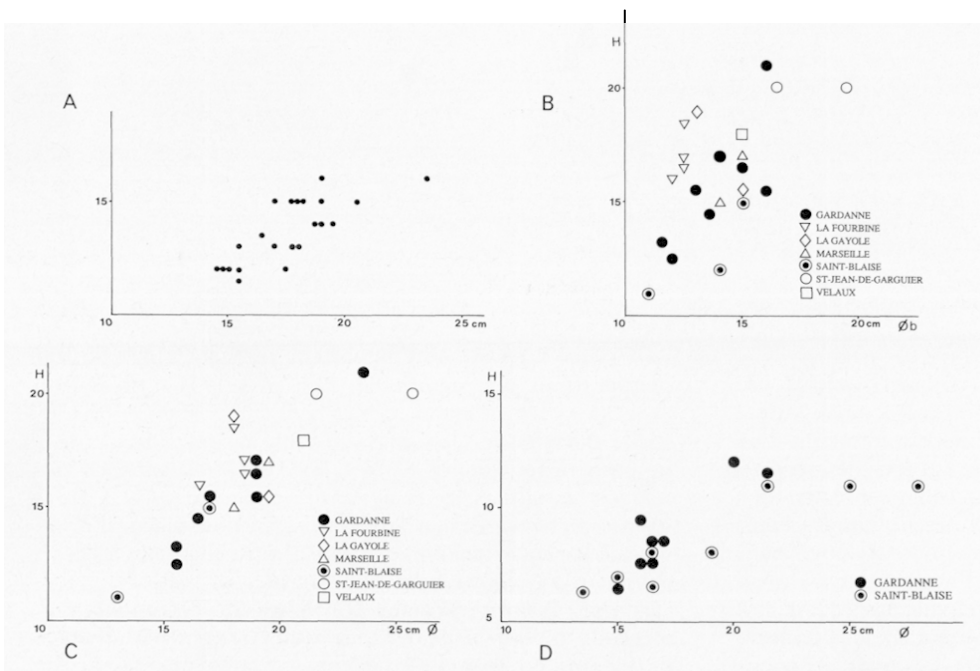 A
15
10
15
20
25 cm
B
H
20
15
10
15
20 cm
Øb
GARDANNE
LA FOURBINE
LA GAYOLE
MARSEILLE
SAINT-BLAISE
ST-JEAN-DE-GARGUIER
VELAUX
H
20
15
10
15
20
25 cm
Ø
GARDANNE
LA FOURBINE
LA GAYOLE
MARSEILLE
SAINT-BLAISE
ST-JEAN-DE-GARGUIER
VELAUX
C
H
15
10
5
10
15
20
25 cm
Ø
GARDANNE
SAINT-BLAISE
D